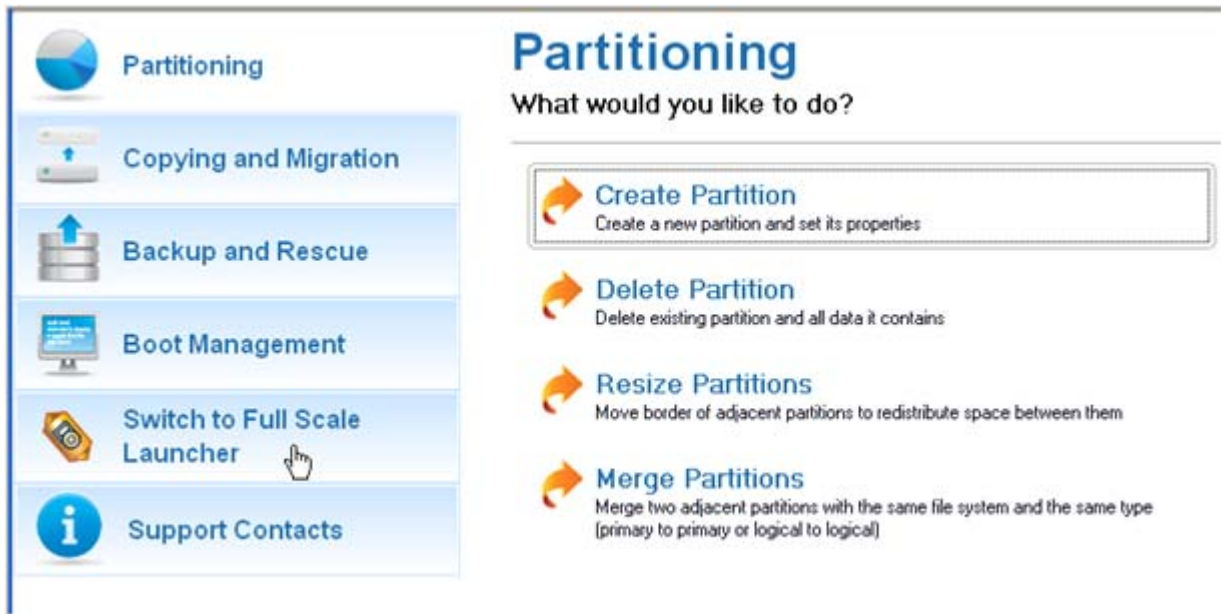 Partitioning
Copying and Migration
Backup and Rescue
Boot Management
Switch to Full Scale
Launcher
Support Contacts
Partitioning
What would you like to do?
Create Partition
Create a new partition and set its properties
Delete Partition
Delete existing partition and all data it contains
Resize Partitions
Move border of adjacent partitions to redistribute space between them
Merge Partitions
Merge two adjacent partitions with the same file system and the same type
(primary to primary or logical to logical)